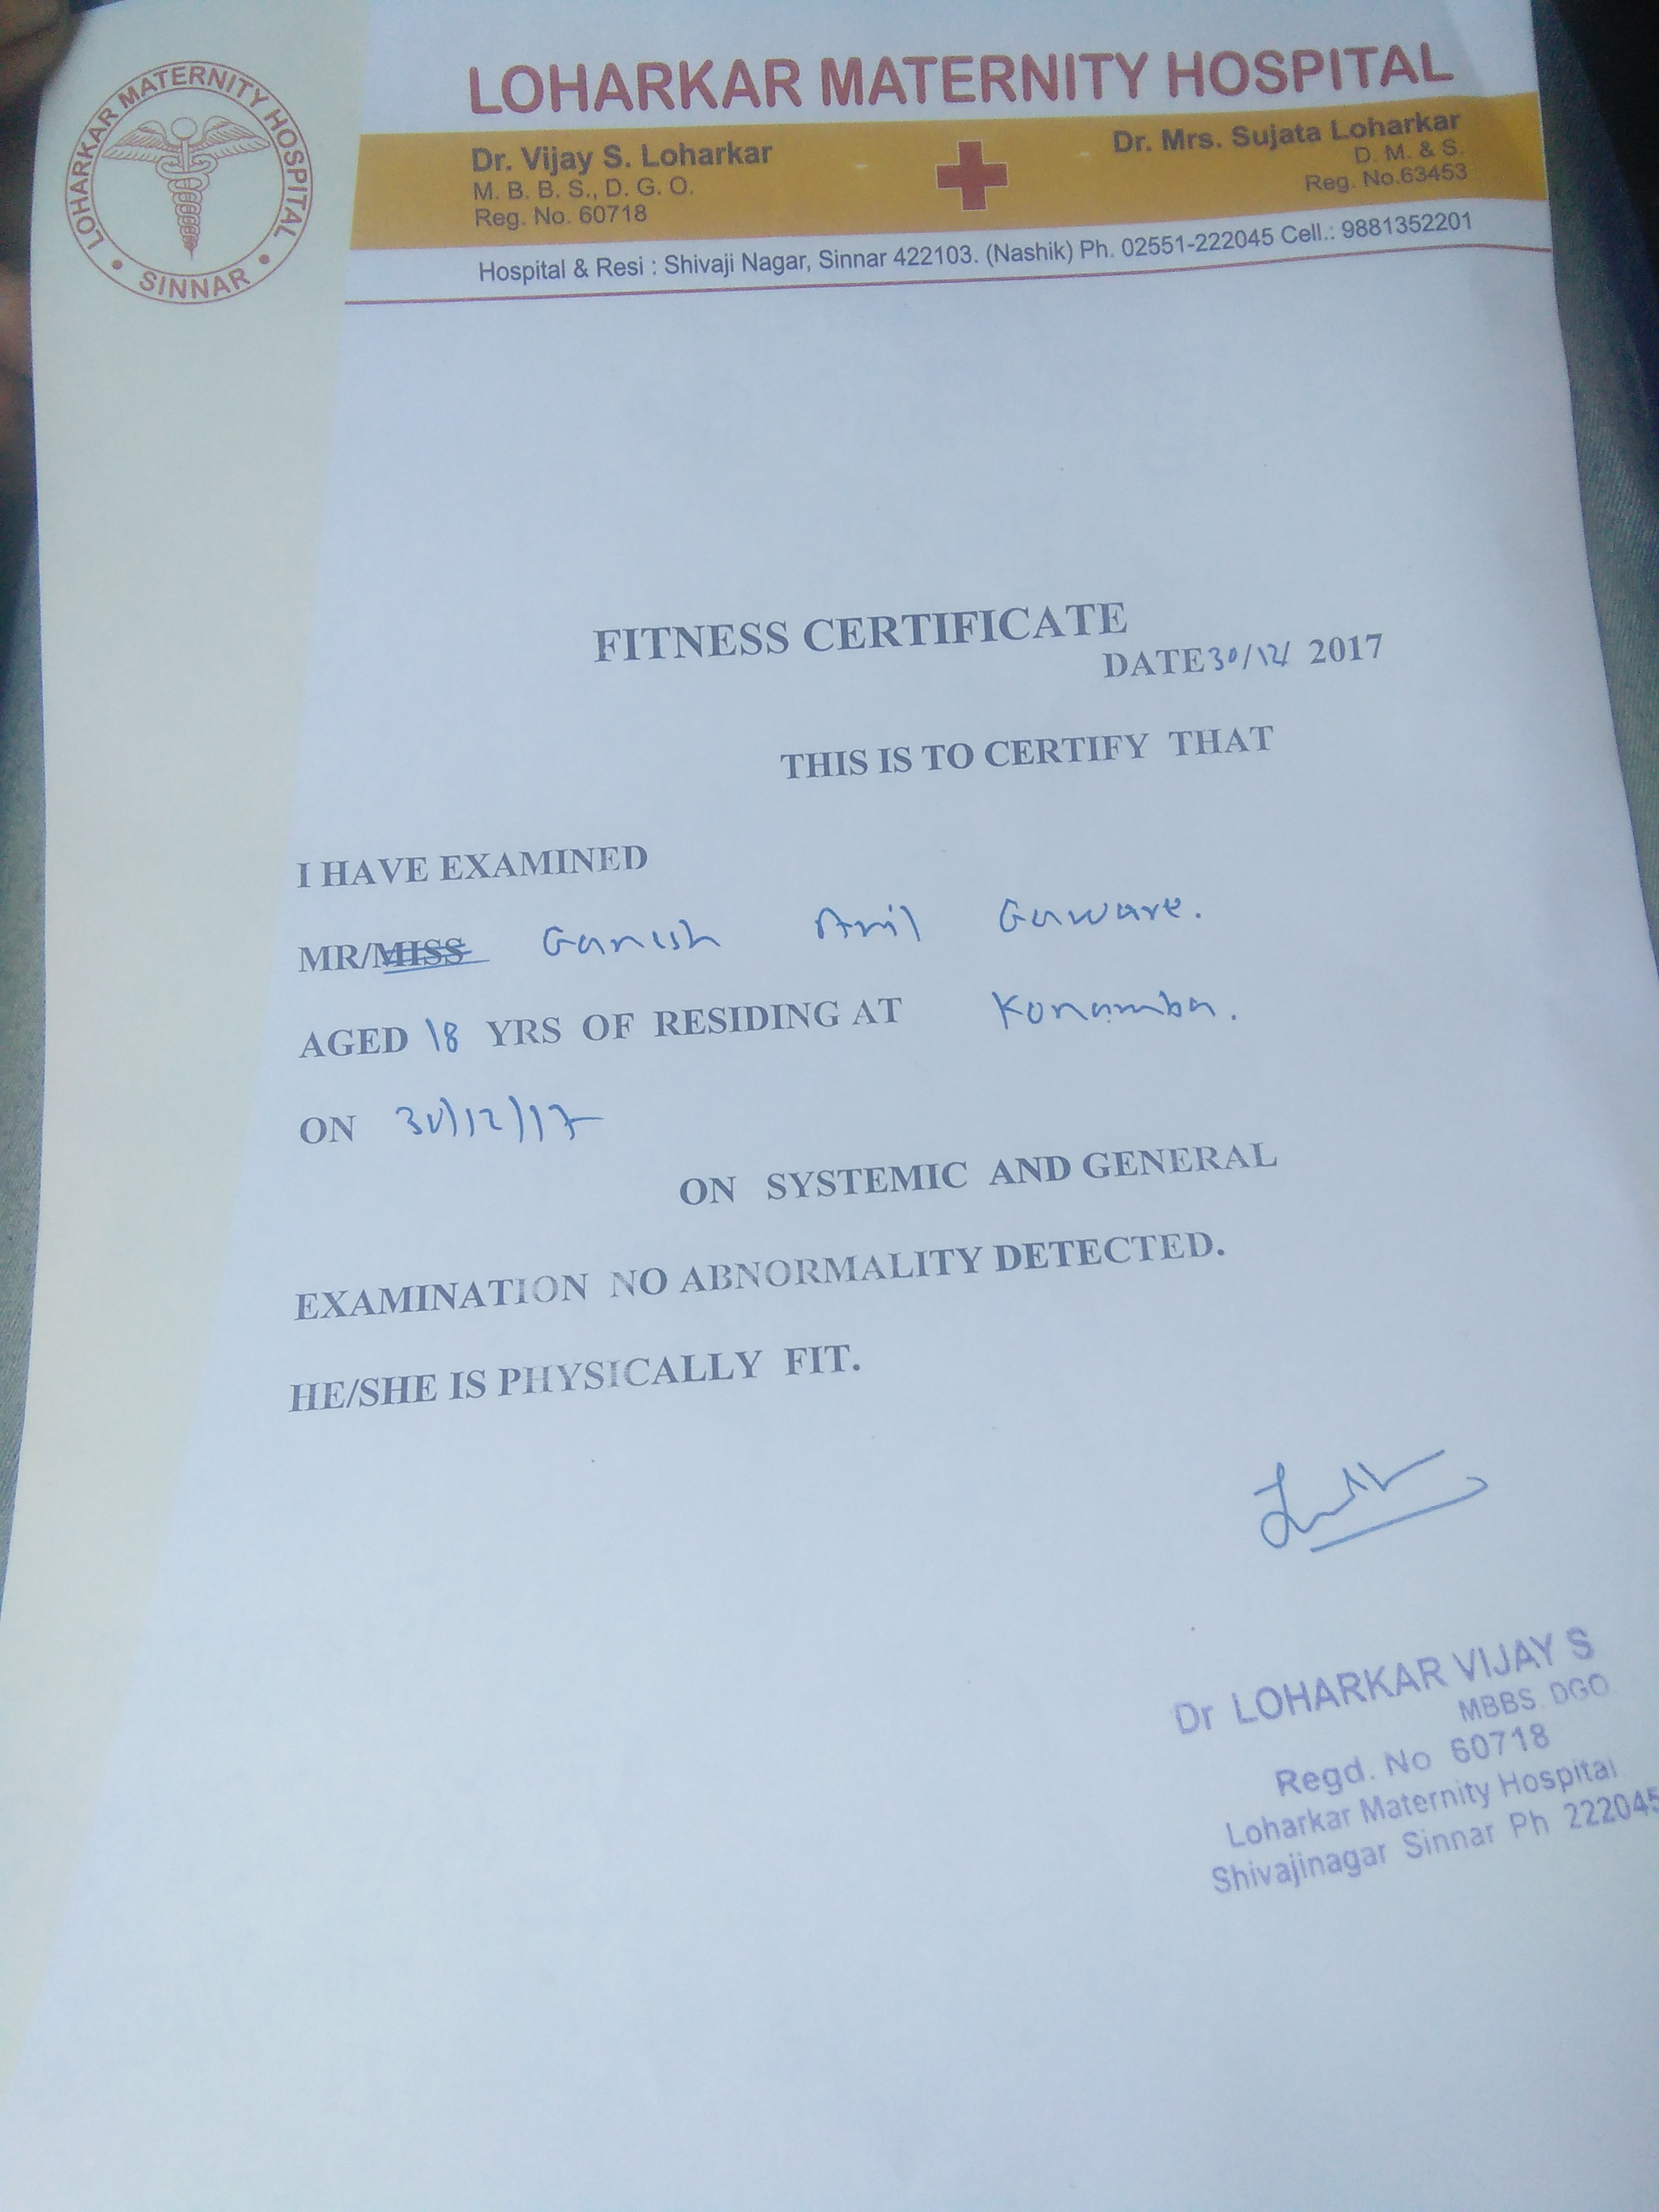 LOHARKAR MATERNITY HOSPITAL
LOHARKAR MATERNITY HOSPITAL
• SINNAR •
Dr. Vijay S. Loharkar
M. B. B. S., D. G. O.
Reg. No. 60718
Dr. Mrs. Sujata Loharkar
D. M. & S.
Reg. No.63453
Hospital & Resi : Shivaji Nagar, Sinnar 422103. (Nashik) Ph. 02551-222045 Cell.: 9881352201
FITNESS CERTIFICATE
DATE 30/12/ 2017
THIS IS TO CERTIFY THAT
I HAVE EXAMINED
MR/MISS Ganesh Anil Gaware.
AGED 18 YRS OF RESIDING AT Konamba.
ON 30/12/17
ON SYSTEMIC AND GENERAL
EXAMINATION NO ABNORMALITY DETECTED.
HE/SHE IS PHYSICALLY FIT.
Dr LOHARKAR VIJAY S
MBBS. DGO.
Regd. No 60718
Loharkar Maternity Hospital
Shivajinagar Sinnar Ph 222045